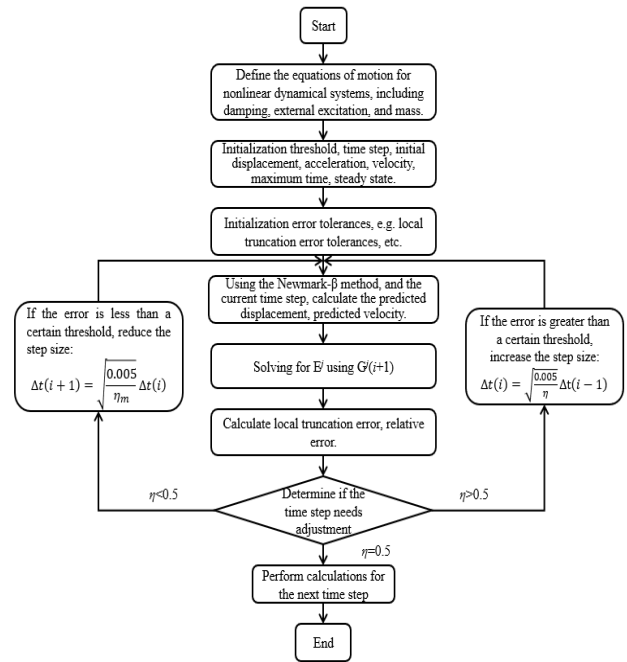 Start
Define the equations of motion for
nonlinear dynamical systems, including
damping, external excitation, and mass.
Initialization threshold, time step, initial
displacement, acceleration, velocity,
maximum time, steady state.
Initialization error tolerances, e.g. local
truncation error tolerances, etc.
Using the Newmark-β method, and the
current time step, calculate the predicted
displacement, predicted velocity.
If the error is less than a
certain threshold, reduce the
step size:
Δt(i + 1) = √(0.005/ηₘ) Δt(i)
If the error is greater than
a certain threshold,
increase the step size:
Δt(i) = √(0.005/η) Δt(i − 1)
Solving for Eʲ using Gʲ(i+1)
Calculate local truncation error, relative
error.
η<0.5
Determine if the
time step needs
adjustment
η>0.5
η=0.5
Perform calculations for
the next time step
End